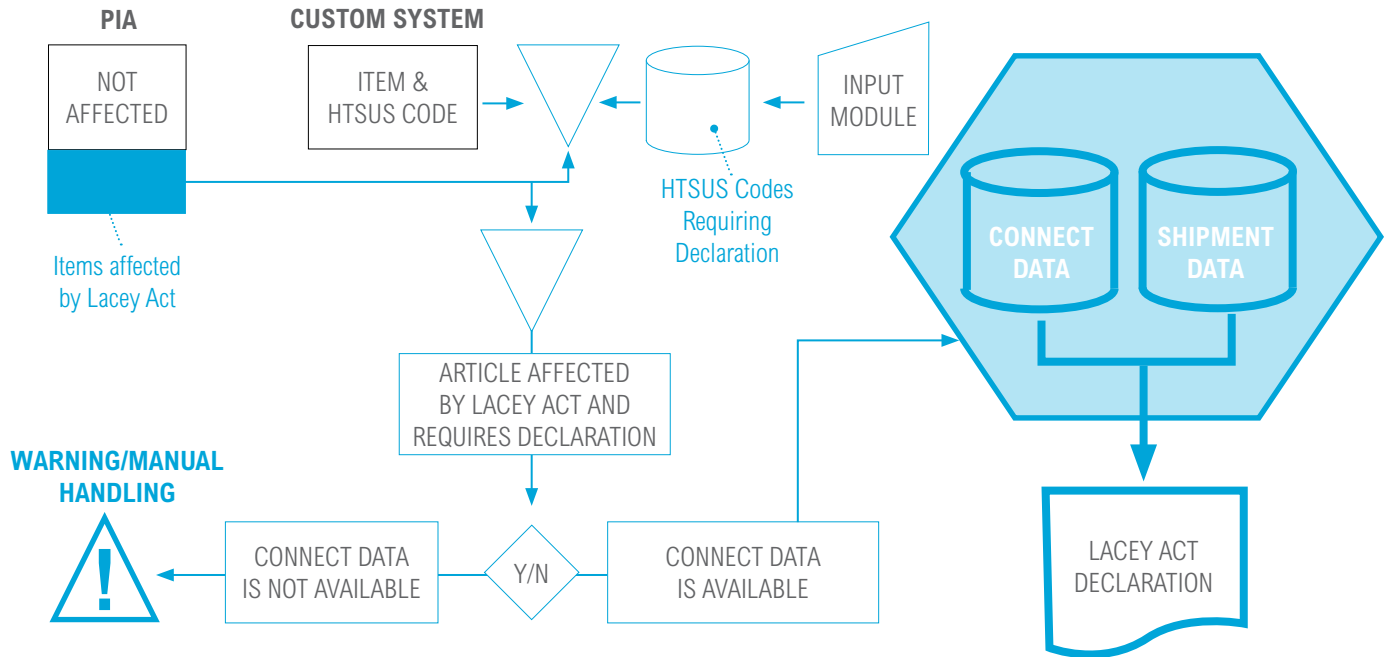 PIA
NOT
AFFECTED
Items affected
by Lacey Act
CUSTOM SYSTEM
ITEM &
HTSUS CODE
HTSUS Codes
Requiring
Declaration
INPUT
MODULE
CONNECT
DATA
SHIPMENT
DATA
ARTICLE AFFECTED
BY LACEY ACT AND
REQUIRES DECLARATION
WARNING/MANUAL
HANDLING
!
CONNECT DATA
IS NOT AVAILABLE
Y/N
CONNECT DATA
IS AVAILABLE
LACEY ACT
DECLARATION